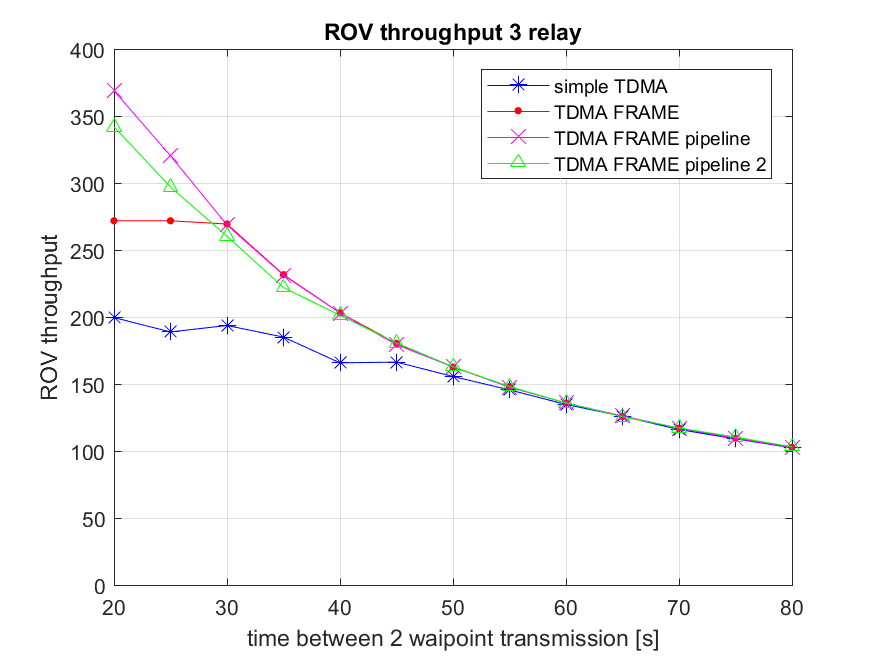 ROV throughput 3 relay
simple TDMA
TDMA FRAME
TDMA FRAME pipeline
TDMA FRAME pipeline 2
ROV throughput
400
350
300
250
200
150
100
50
0
20 30 40 50 60 70 80
time between 2 waipoint transmission [s]